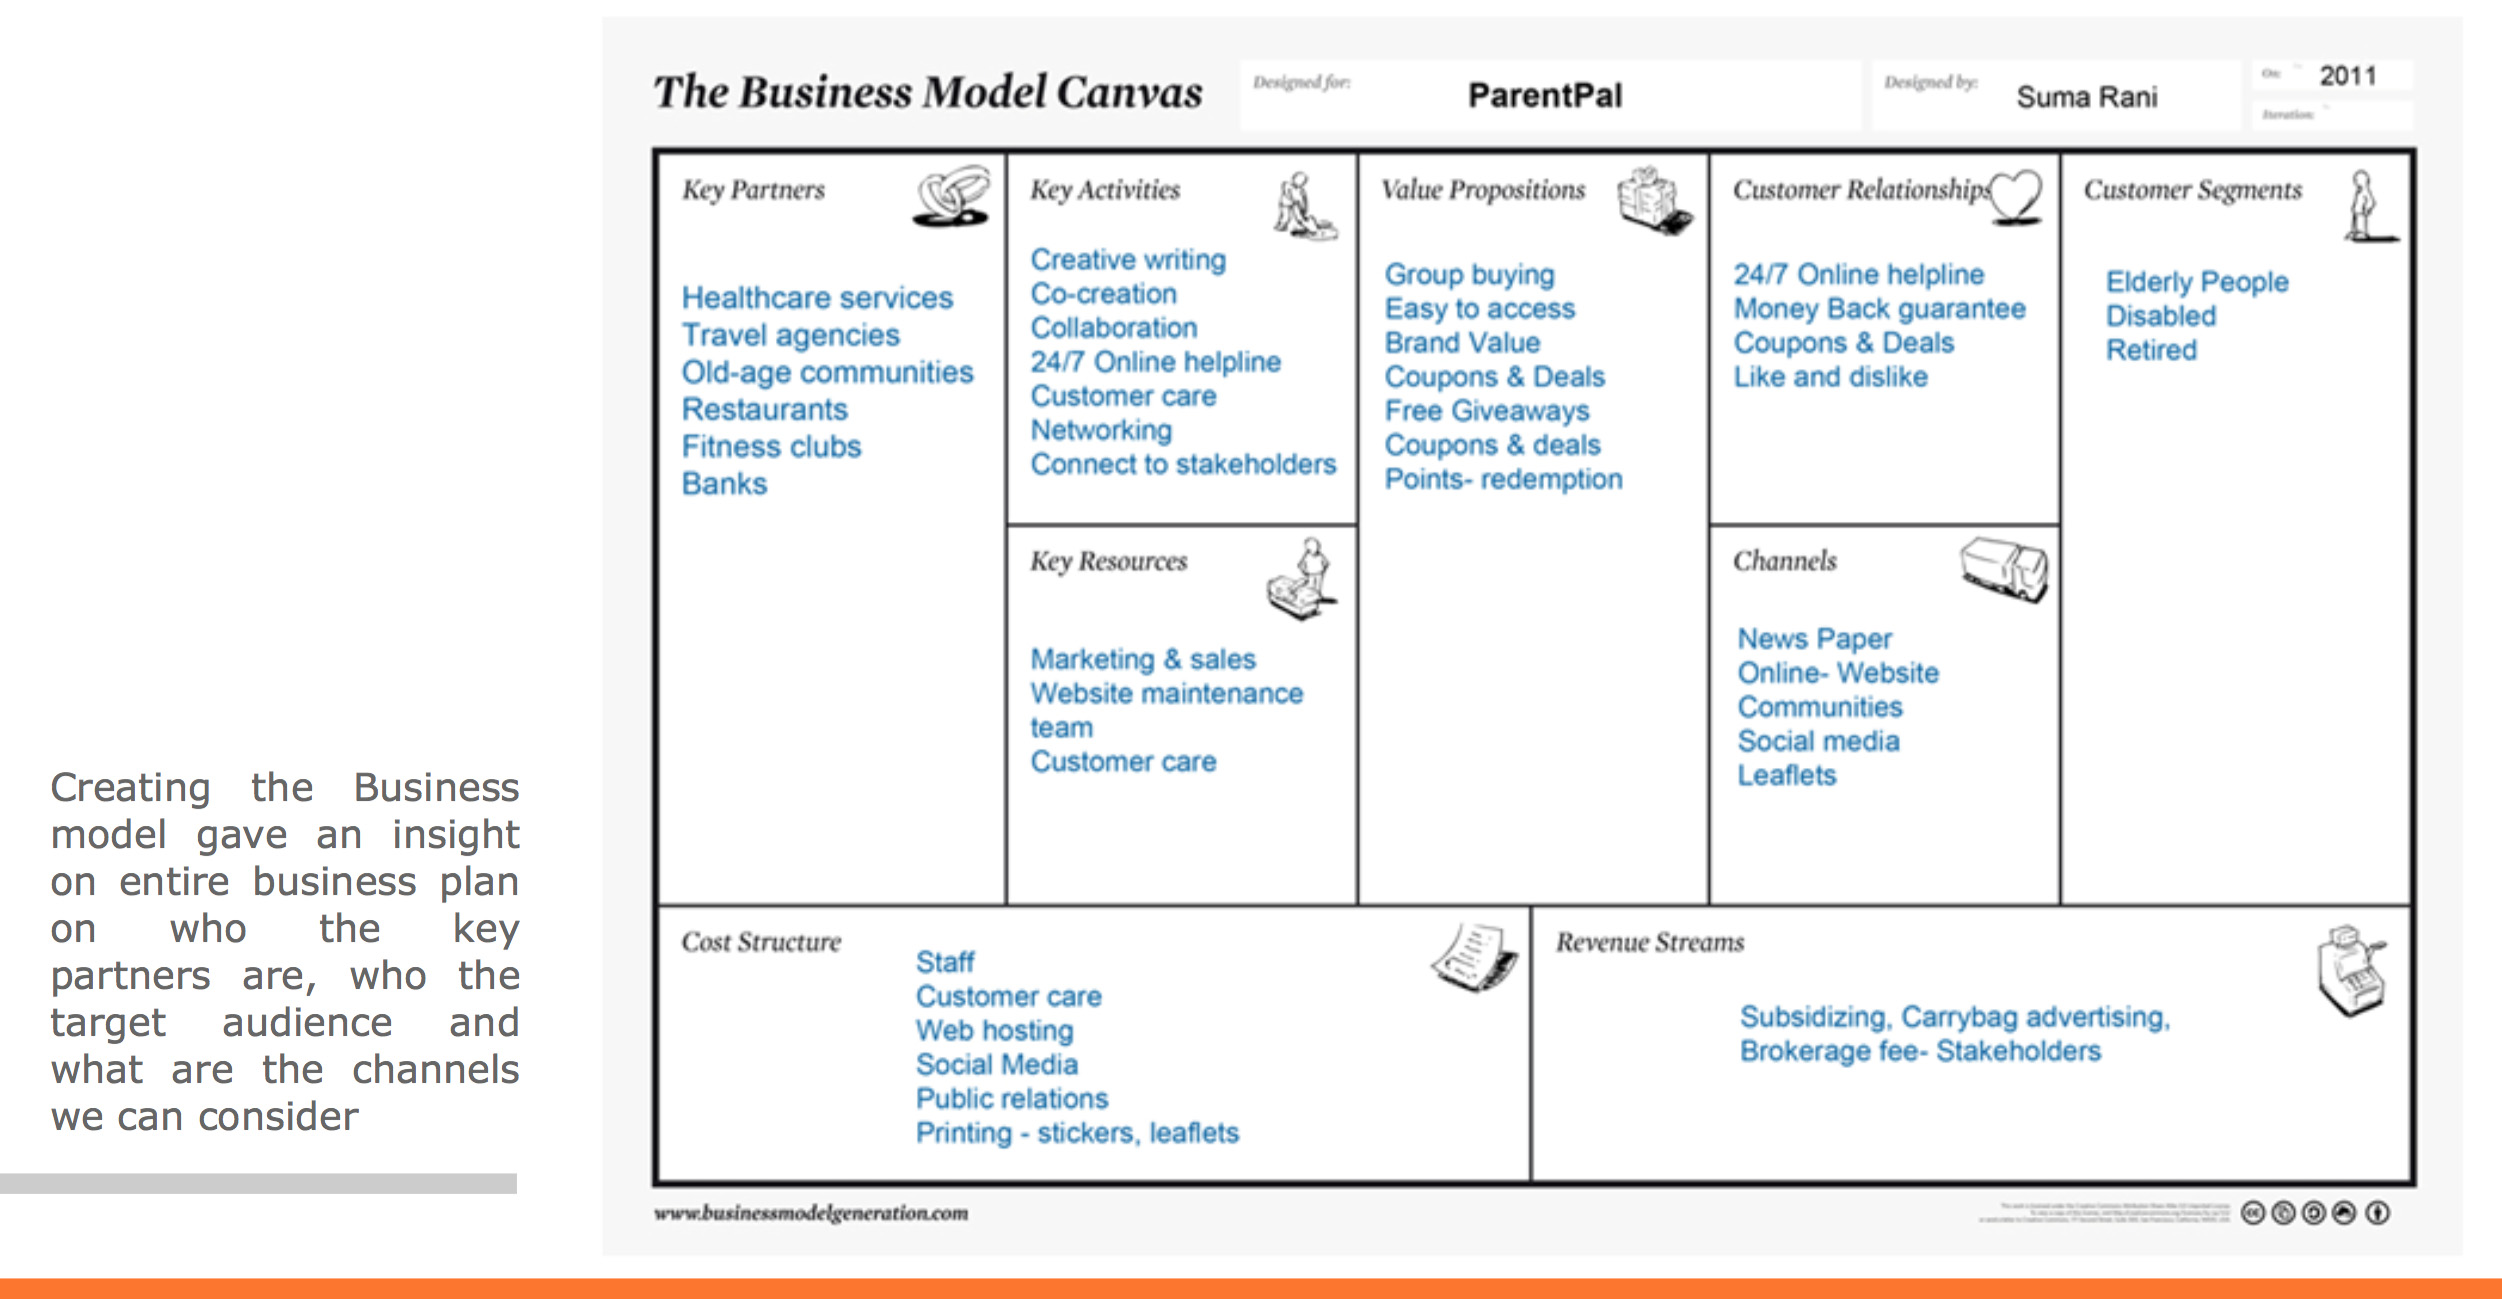 The Business Model Canvas
Designed for:
ParentPal
Designed by:
Suma Rani
On:
2011
Iteration:
Key Partners
Healthcare services
Travel agencies
Old-age communities
Restaurants
Fitness clubs
Banks
Key Activities
Creative writing
Co-creation
Collaboration
24/7 Online helpline
Customer care
Networking
Connect to stakeholders
Key Resources
Marketing & sales
Website maintenance
team
Customer care
Value Propositions
Group buying
Easy to access
Brand Value
Coupons & Deals
Free Giveaways
Coupons & deals
Points- redemption
Customer Relationships
24/7 Online helpline
Money Back guarantee
Coupons & Deals
Like and dislike
Channels
News Paper
Online- Website
Communities
Social media
Leaflets
Customer Segments
Elderly People
Disabled
Retired
Cost Structure
Staff
Customer care
Web hosting
Social Media
Public relations
Printing - stickers, leaflets
Revenue Streams
Subsidizing, Carrybag advertising,
Brokerage fee- Stakeholders
www.businessmodelgeneration.com
Creating the Business
model gave an insight
on entire business plan
on who the key
partners are, who the
target audience and
what are the channels
we can consider